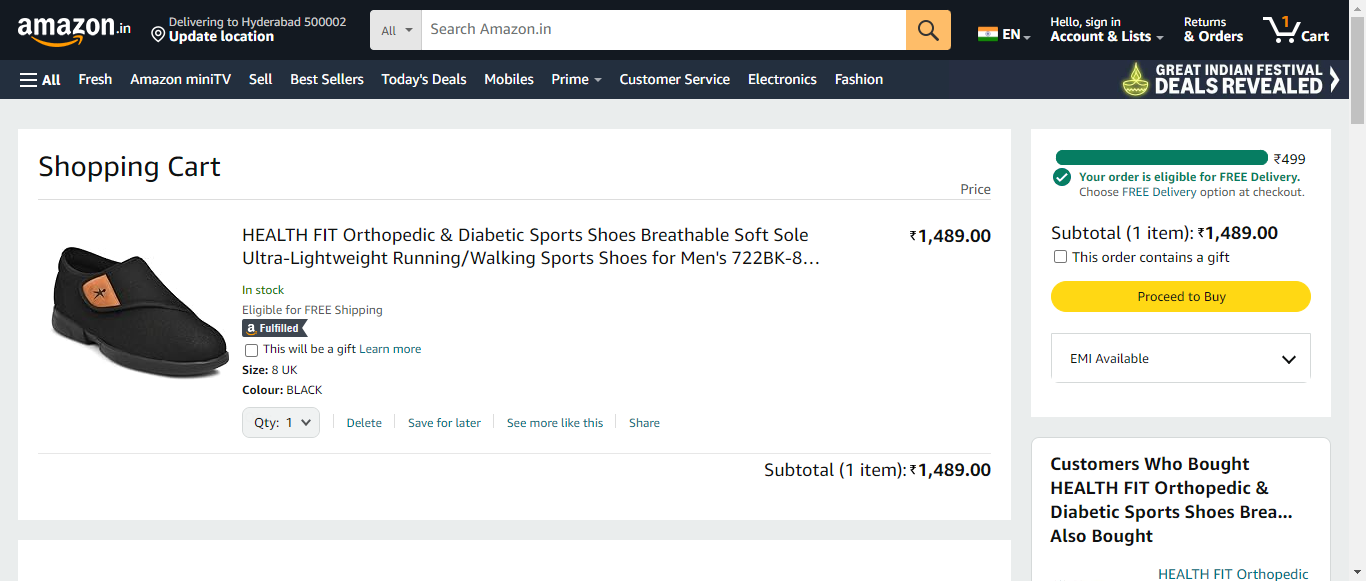 amazon.in
Delivering to Hyderabad 500002
Update location
All
Search Amazon.in
EN
Hello, sign in
Account & Lists
Returns
& Orders
1
Cart
All
Fresh
Amazon miniTV
Sell
Best Sellers
Today's Deals
Mobiles
Prime
Customer Service
Electronics
Fashion
GREAT INDIAN FESTIVAL
DEALS REVEALED
Shopping Cart
Price
HEALTH FIT Orthopedic & Diabetic Sports Shoes Breathable Soft Sole
Ultra-Lightweight Running/Walking Sports Shoes for Men's 722BK-8…
₹1,489.00
In stock
Eligible for FREE Shipping
a Fulfilled
This will be a gift Learn more
Size: 8 UK
Colour: BLACK
Qty: 1
Delete
Save for later
See more like this
Share
Subtotal (1 item): ₹1,489.00
₹499
Your order is eligible for FREE Delivery.
Choose FREE Delivery option at checkout.
Subtotal (1 item): ₹1,489.00
This order contains a gift
Proceed to Buy
EMI Available
Customers Who Bought
HEALTH FIT Orthopedic &
Diabetic Sports Shoes Brea…
Also Bought
HEALTH FIT Orthopedic